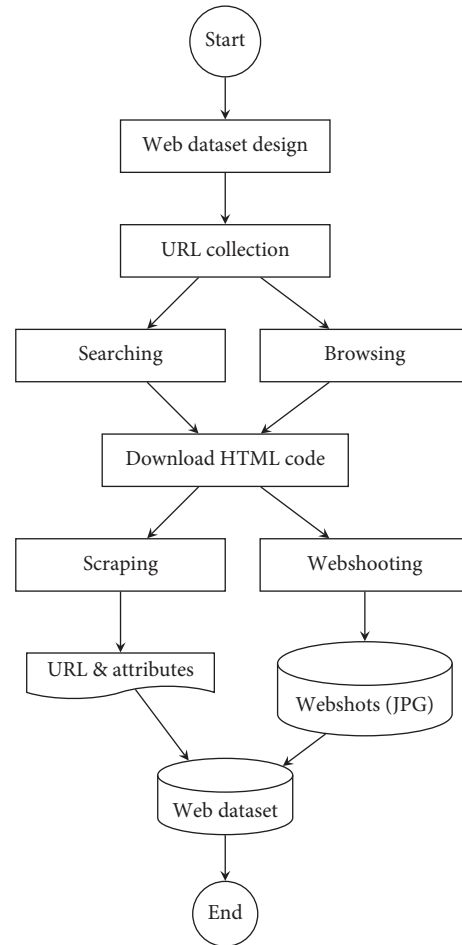 Start
Web dataset design
URL collection
Searching
Browsing
Download HTML code
Scraping
Webshooting
URL & attributes
Webshots (JPG)
Web dataset
End